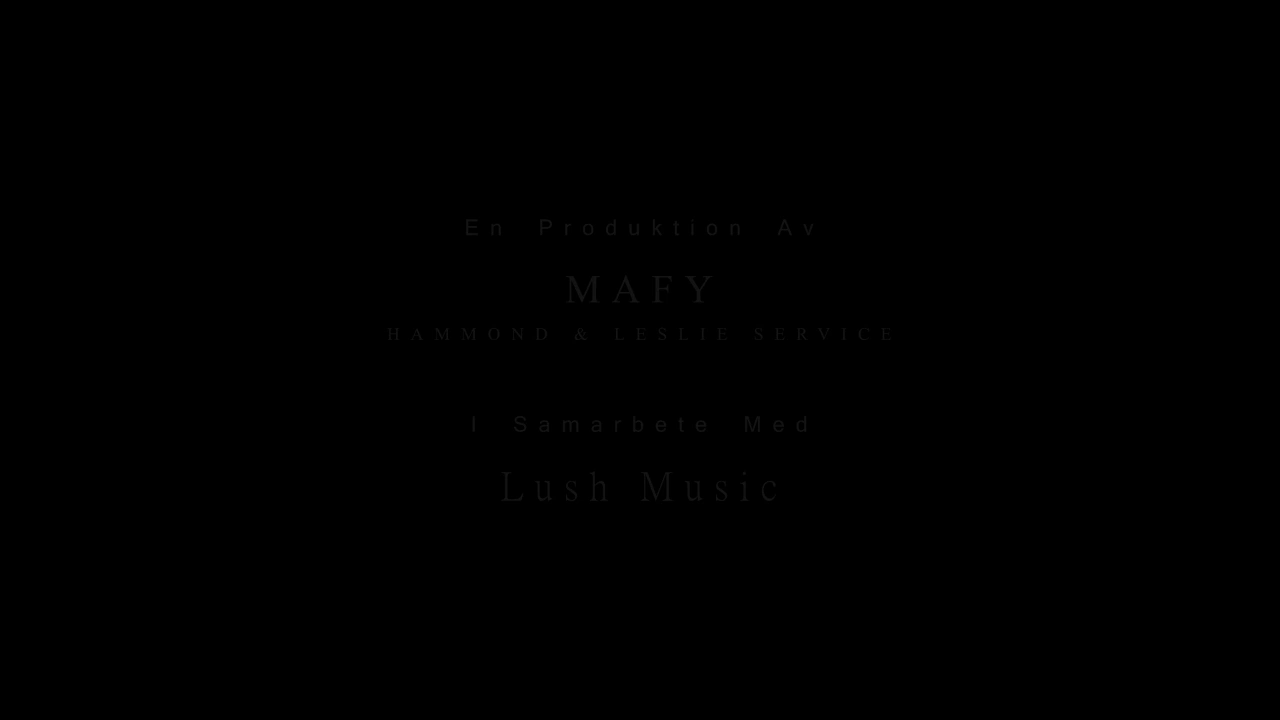 En Produktion Av
MAFY
HAMMOND & LESLIE SERVICE
I Samarbete Med
Lush Music